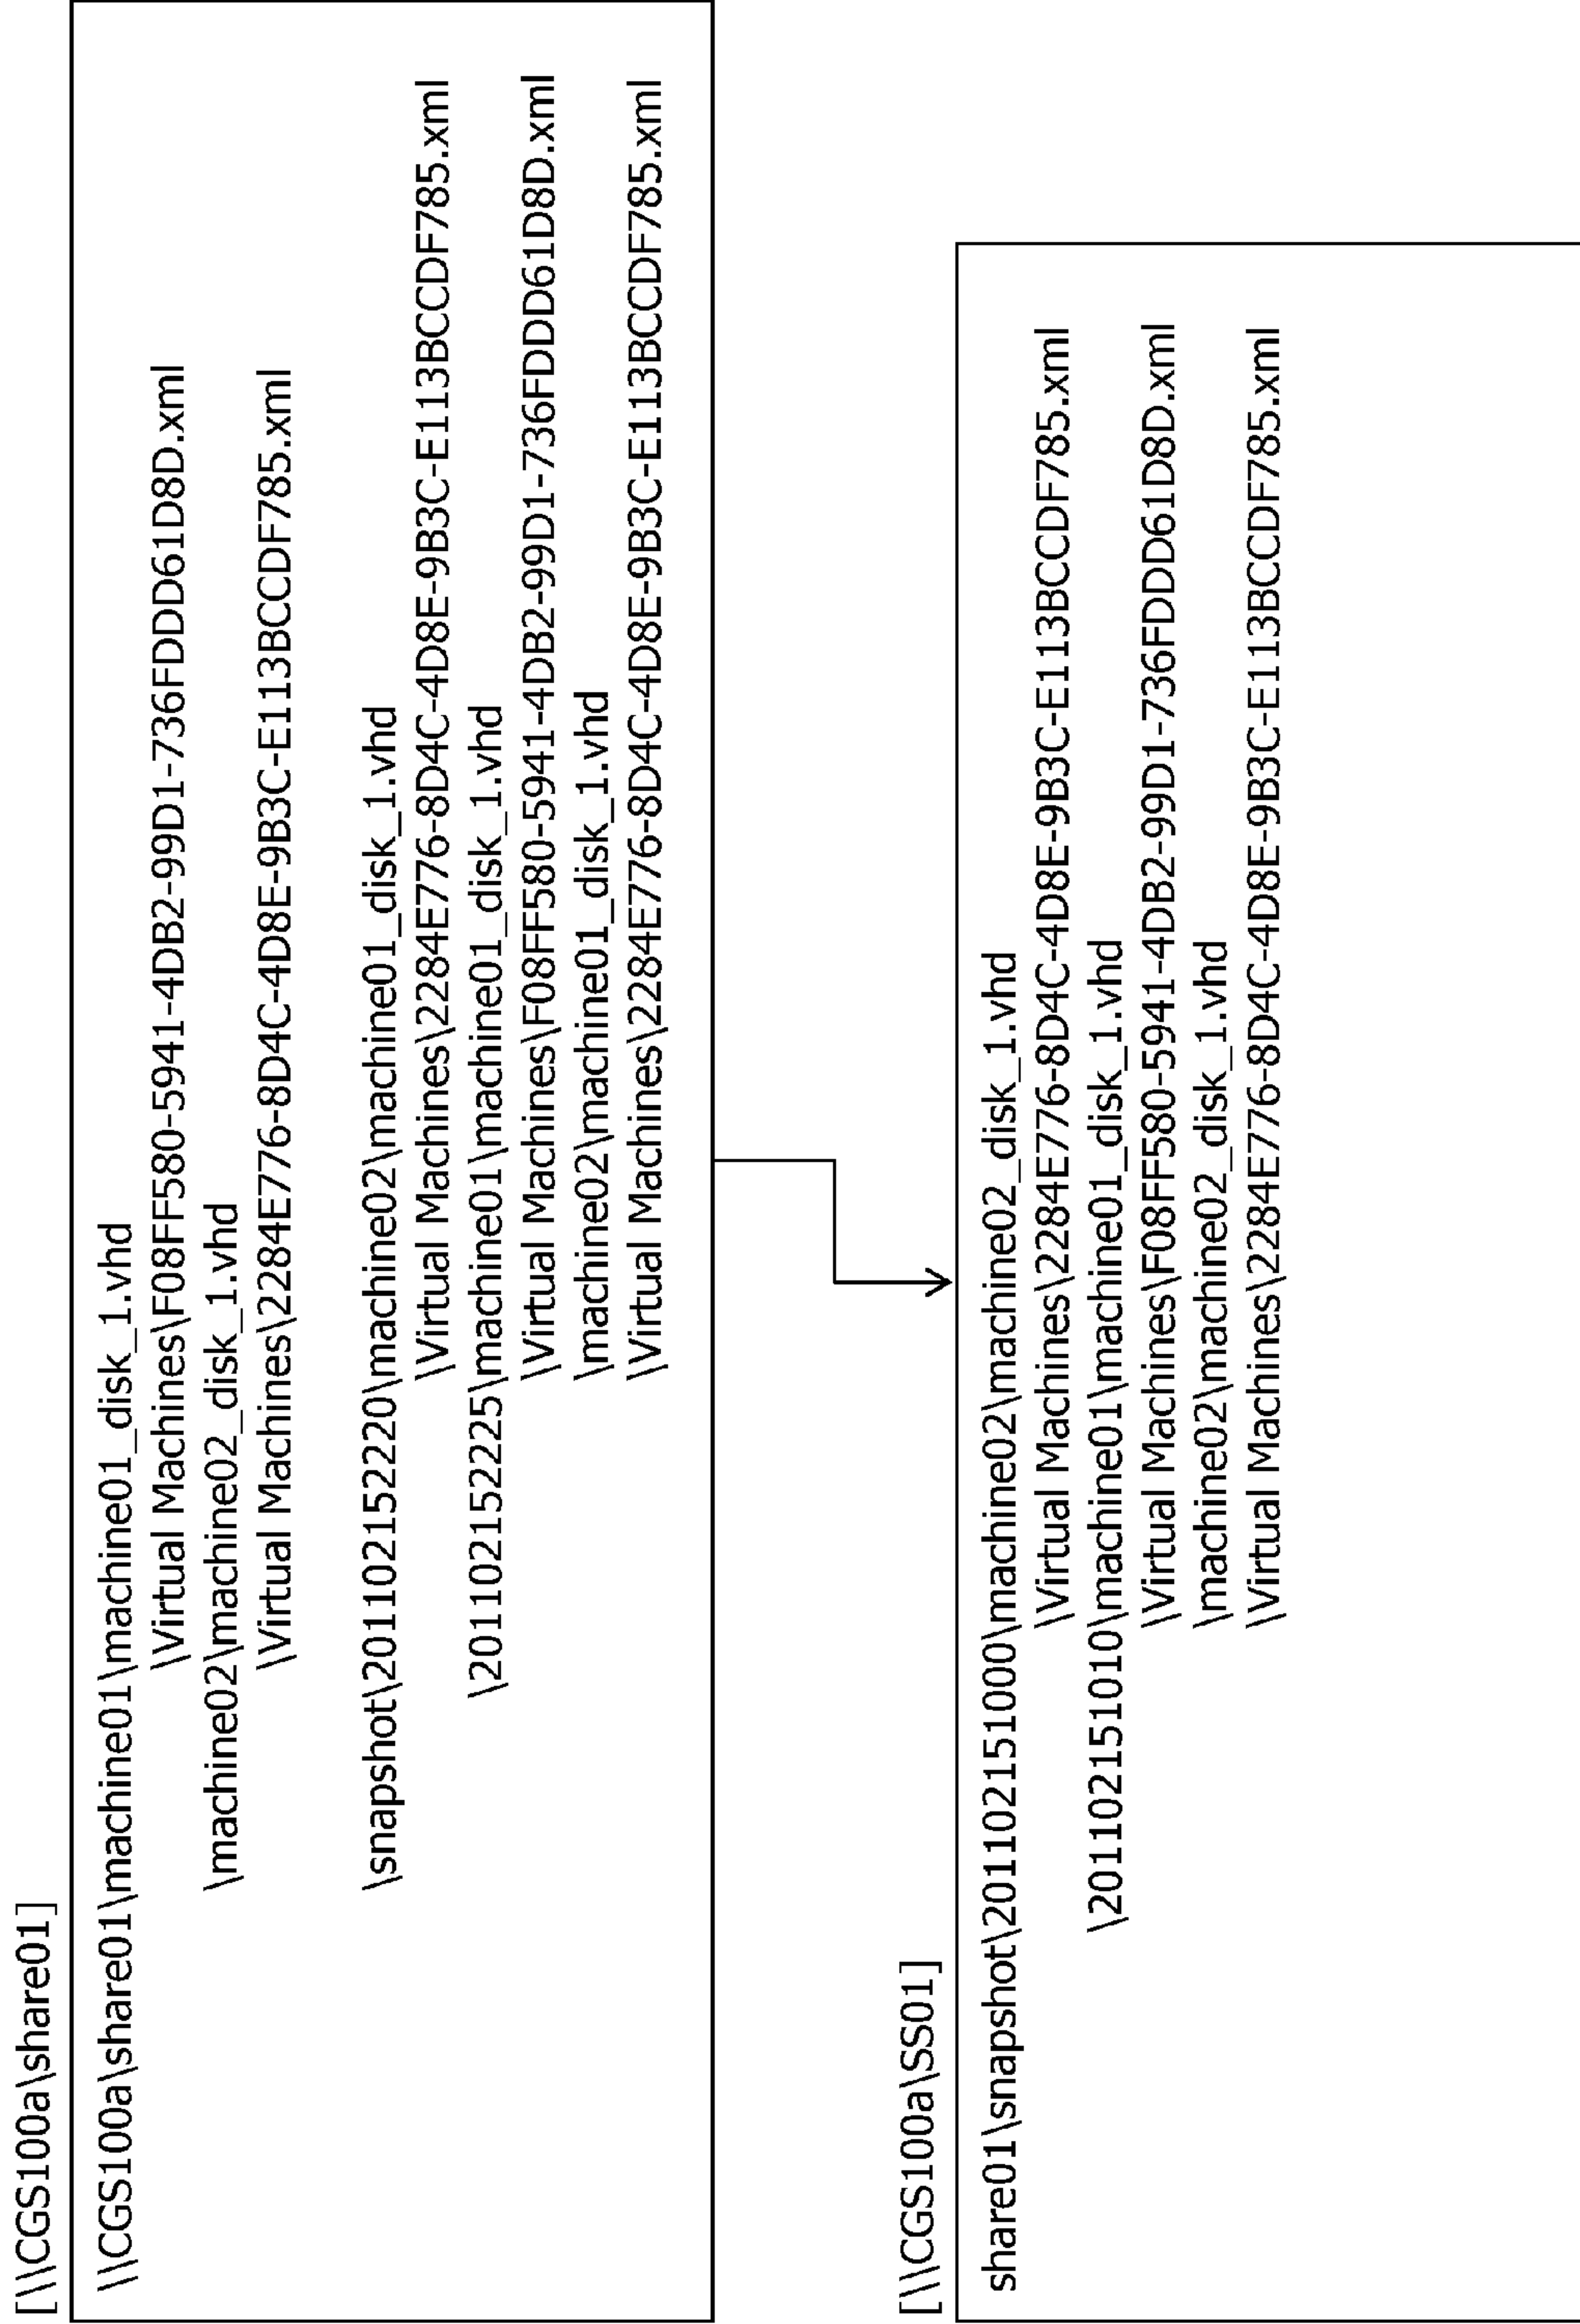 [\\CGS100a\share01]
\\CGS100a\share01\machine01\machine01_disk_1.vhd
\Virtual Machines\F08FF580-5941-4DB2-99D1-736FDDD61D8D.xml
\machine02\machine02_disk_1.vhd
\Virtual Machines\2284E776-8D4C-4D8E-9B3C-E113BCCDF785.xml
\snapshot\201102152220\machine02\machine01_disk_1.vhd
\Virtual Machines\2284E776-8D4C-4D8E-9B3C-E113BCCDF785.xml
\201102152225\machine01\machine01_disk_1.vhd
\Virtual Machines\F08FF580-5941-4DB2-99D1-736FDDD61D8D.xml
\machine02\machine01_disk_1.vhd
\Virtual Machines\2284E776-8D4C-4D8E-9B3C-E113BCCDF785.xml
[\\CGS100a\SS01]
share01\snapshot\201102151000\machine02\machine02_disk_1.vhd
\Virtual Machines\2284E776-8D4C-4D8E-9B3C-E113BCCDF785.xml
\201102151010\machine01\machine01_disk_1.vhd
\Virtual Machines\F08FF580-5941-4DB2-99D1-736FDDD61D8D.xml
\machine02\machine02_disk_1.vhd
\Virtual Machines\2284E776-8D4C-4D8E-9B3C-E113BCCDF785.xml